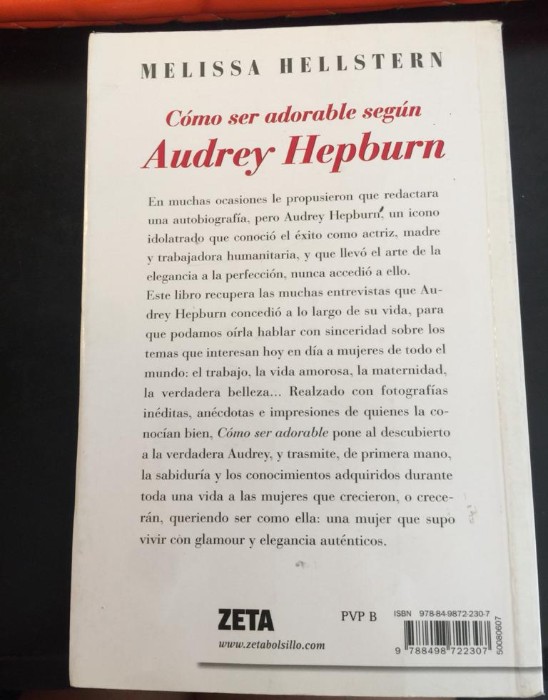 MELISSA HELLSTERN
Cómo ser adorable según
Audrey Hepburn
En muchas ocasiones le propusieron que redactara
una autobiografía, pero Audrey Hepburn, un icono
idolatrado que conoció el éxito como actriz, madre
y trabajadora humanitaria, y que llevó el arte de la
elegancia a la perfección, nunca accedió a ello.
Este libro recupera las muchas entrevistas que Au-
drey Hepburn concedió a lo largo de su vida, para
que podamos oírla hablar con sinceridad sobre los
temas que interesan hoy en día a mujeres de todo el
mundo: el trabajo, la vida amorosa, la maternidad,
la verdadera belleza... Realzado con fotografías
inéditas, anécdotas e impresiones de quienes la co-
nocían bien, Cómo ser adorable pone al descubierto
a la verdadera Audrey, y trasmite, de primera mano,
la sabiduría y los conocimientos adquiridos durante
toda una vida a las mujeres que crecieron, o crece-
rán, queriendo ser como ella: una mujer que supo
vivir con glamour y elegancia auténticos.
ZETA
www.zetabolsillo.com
PVP B
ISBN 978-84-9872-230-7
9 788498 722307
50080607